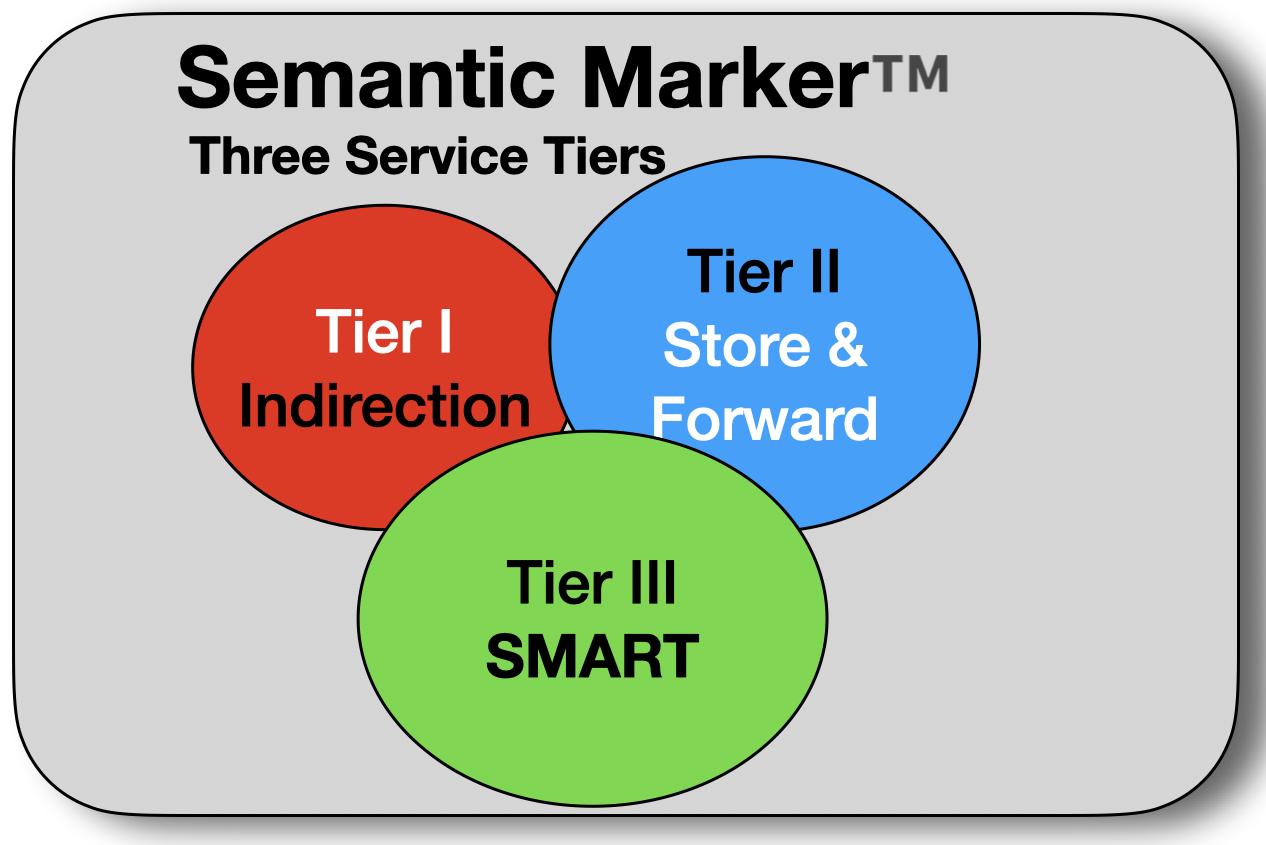 Semantic Marker™
Three Service Tiers
Tier I
Indirection
Tier II
Store &
Forward
Tier III
SMART